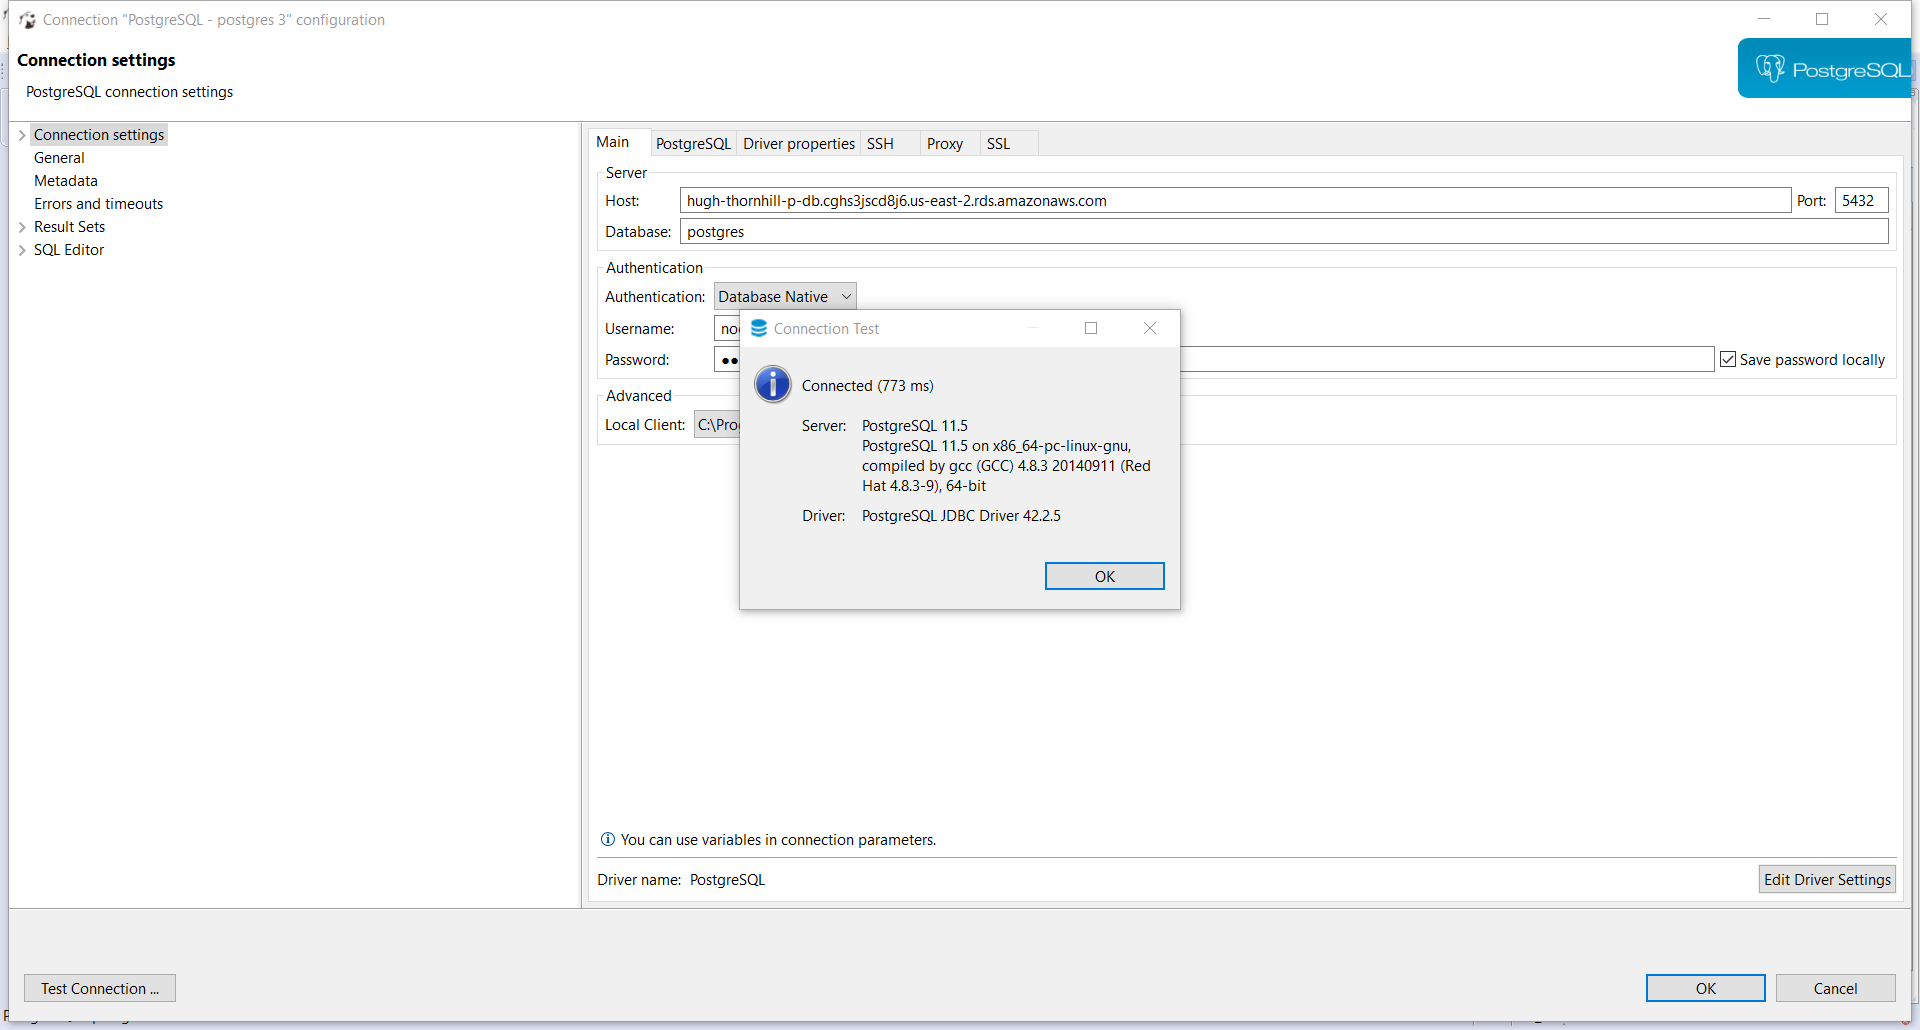 Connection "PostgreSQL - postgres 3" configuration
Connection settings
PostgreSQL connection settings
PostgreSQL
Connection settings
General
Metadata
Errors and timeouts
Result Sets
SQL Editor
Main PostgreSQL Driver properties SSH Proxy SSL
Server
Host: hugh-thornhill-p-db.cghs3jscd8j6.us-east-2.rds.amazonaws.com Port: 5432
Database: postgres
Authentication
Authentication: Database Native
Username:
Password: Save password locally
Advanced
Local Client:
Connection Test
Connected (773 ms)
Server: PostgreSQL 11.5
PostgreSQL 11.5 on x86_64-pc-linux-gnu,
compiled by gcc (GCC) 4.8.3 20140911 (Red
Hat 4.8.3-9), 64-bit
Driver: PostgreSQL JDBC Driver 42.2.5
OK
You can use variables in connection parameters.
Driver name: PostgreSQL Edit Driver Settings
Test Connection ... OK Cancel